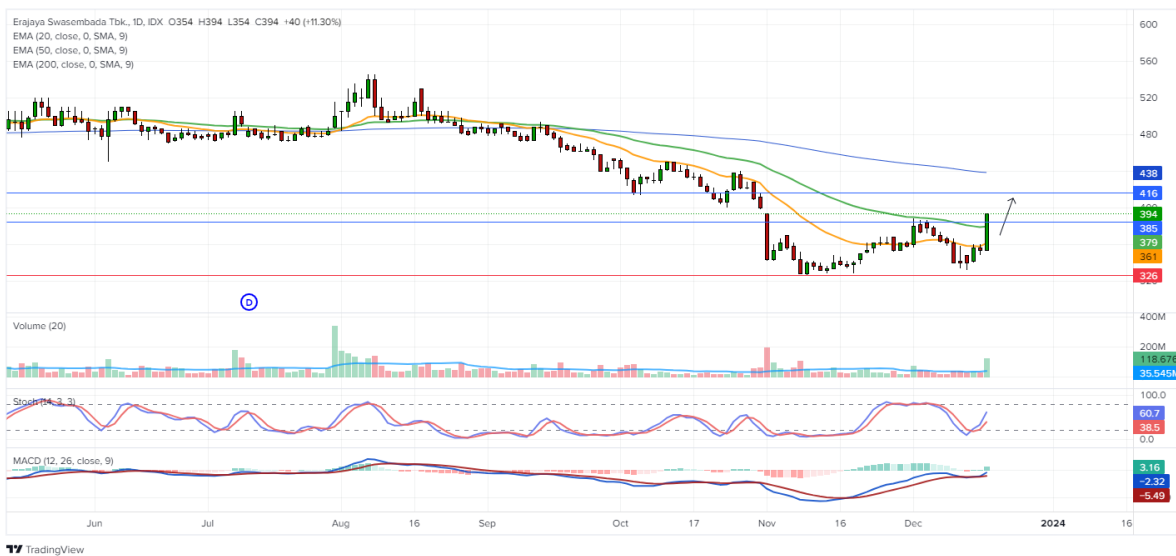 Erajaya Swasembada Tbk., 1D, IDX O354 H394 L354 C394 +40 (+11.30%)
EMA (20, close, 0, SMA, 9)
EMA (50, close, 0, SMA, 9)
EMA (200, close, 0, SMA, 9)
600
560
520
480
438
416
394
385
379
361
326
D
Volume (20)
400M
200M
118.676
35.545M
Stoch (14, 3, 3)
100.0
60.7
38.5
0.0
MACD (12, 26, close, 9)
3.16
−2.32
−5.49
Jun Jul Aug 16 Sep Oct 17 Nov 16 Dec 2024 16
TradingView